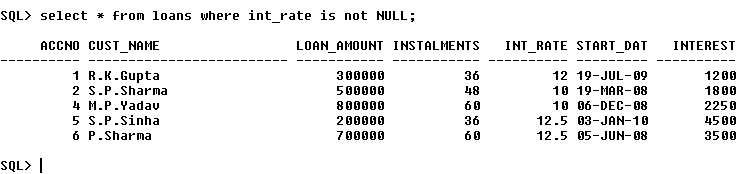 SQL> select * from loans where int_rate is not NULL;
ACCNO CUST_NAME LOAN_AMOUNT INSTALMENTS INT_RATE START_DAT INTEREST
---------- ------------------------------ ----------- ----------- ---------- --------- ----------
1 R.K.Gupta 300000 36 12 19-JUL-09 1200
2 S.P.Sharma 500000 48 10 19-MAR-08 1800
4 M.P.Yadav 800000 60 10 06-DEC-08 2250
5 S.P.Sinha 200000 36 12.5 03-JAN-10 4500
6 P.Sharma 700000 60 12.5 05-JUN-08 3500
SQL>